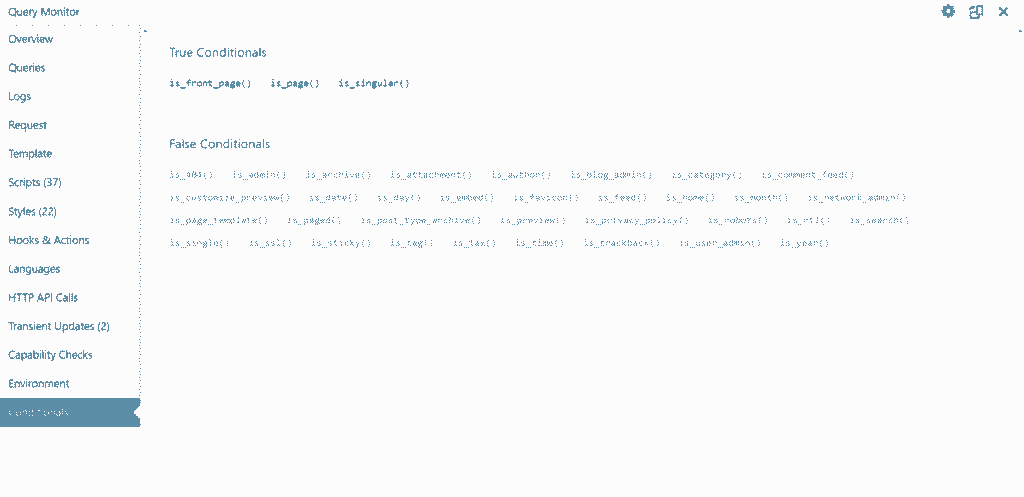 Query Monitor
Overview
Queries
Logs
Request
Template
Scripts (37)
Styles (22)
Hooks & Actions
Languages
HTTP API Calls
Transient Updates (2)
Capability Checks
Environment
Conditionals
True Conditionals
is_front_page() is_page() is_singular()
False Conditionals
is_404() is_admin() is_archive() is_attachment() is_author() is_blog_admin() is_category() is_comment_feed()
is_customize_preview() is_date() is_day() is_embed() is_favicon() is_feed() is_home() is_month() is_network_admin()
is_page_template() is_paged() is_post_type_archive() is_preview() is_privacy_policy() is_robots() is_rtl() is_search()
is_single() is_ssl() is_sticky() is_tag() is_tax() is_time() is_trackback() is_user_admin() is_year()